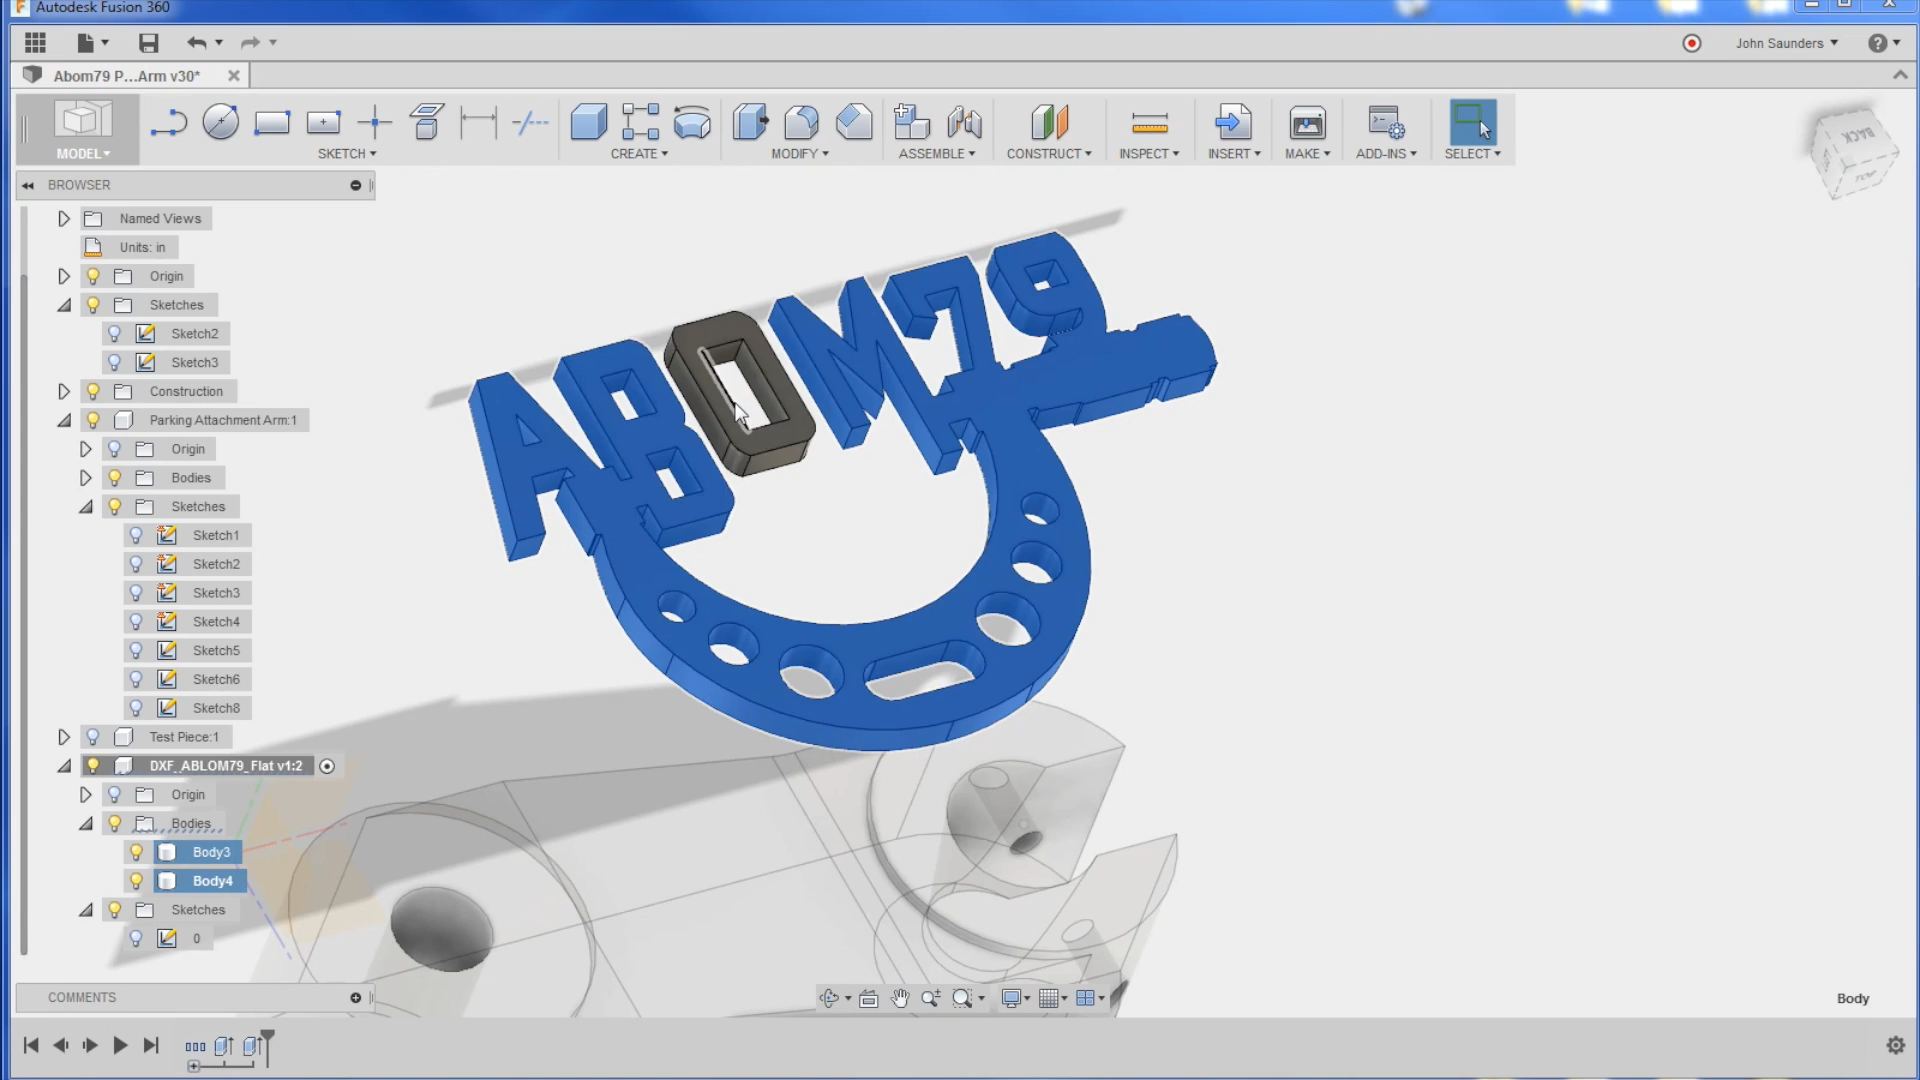 Autodesk Fusion 360
John Saunders
Abom79 P...Arm v30*
MODEL
SKETCH
CREATE
MODIFY
ASSEMBLE
CONSTRUCT
INSPECT
INSERT
MAKE
ADD-INS
SELECT
BACK
TOP
BROWSER
Named Views
Units: in
Origin
Sketches
Sketch2
Sketch3
Construction
Parking Attachment Arm:1
Origin
Bodies
Sketches
Sketch1
Sketch2
Sketch3
Sketch4
Sketch5
Sketch6
Sketch8
Test Piece:1
DXF_ABLOM79_Flat v1:2
Origin
Bodies
Body3
Body4
Sketches
0
ABOM79
COMMENTS
Body